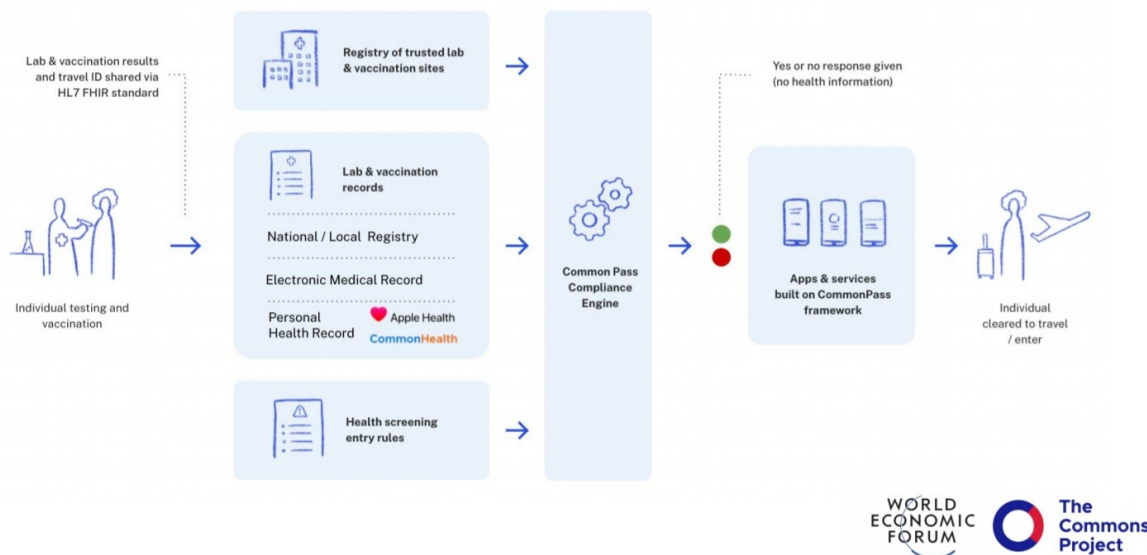 Lab & vaccination results
and travel ID shared via
HL7 FHIR standard
Individual testing and
vaccination
Registry of trusted lab
& vaccination sites
Lab & vaccination
records
National / Local Registry
Electronic Medical Record
Personal
Health Record
Apple Health
CommonHealth
Health screening
entry rules
Common Pass
Compliance
Engine
Yes or no response given
(no health information)
Apps & services
built on CommonPass
framework
Individual
cleared to travel
/ enter
WORLD
ECONOMIC
FORUM
The
Commons
Project